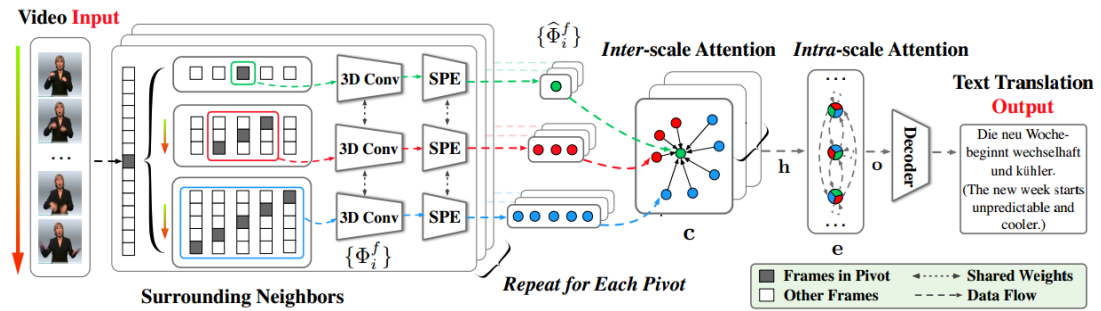 Video Input
...
Surrounding Neighbors
3D Conv
SPE
3D Conv
SPE
3D Conv
SPE
{Φ_i^f}
{Φ̂_i^f}
Repeat for Each Pivot
Inter-scale Attention
c
h
Intra-scale Attention
...
...
e
o
Decoder
Text Translation
Output
Die neu Woche-
beginnt wechselhaft
und kühler.
(The new week starts
unpredictable and
cooler.)
Frames in Pivot
Other Frames
Shared Weights
Data Flow